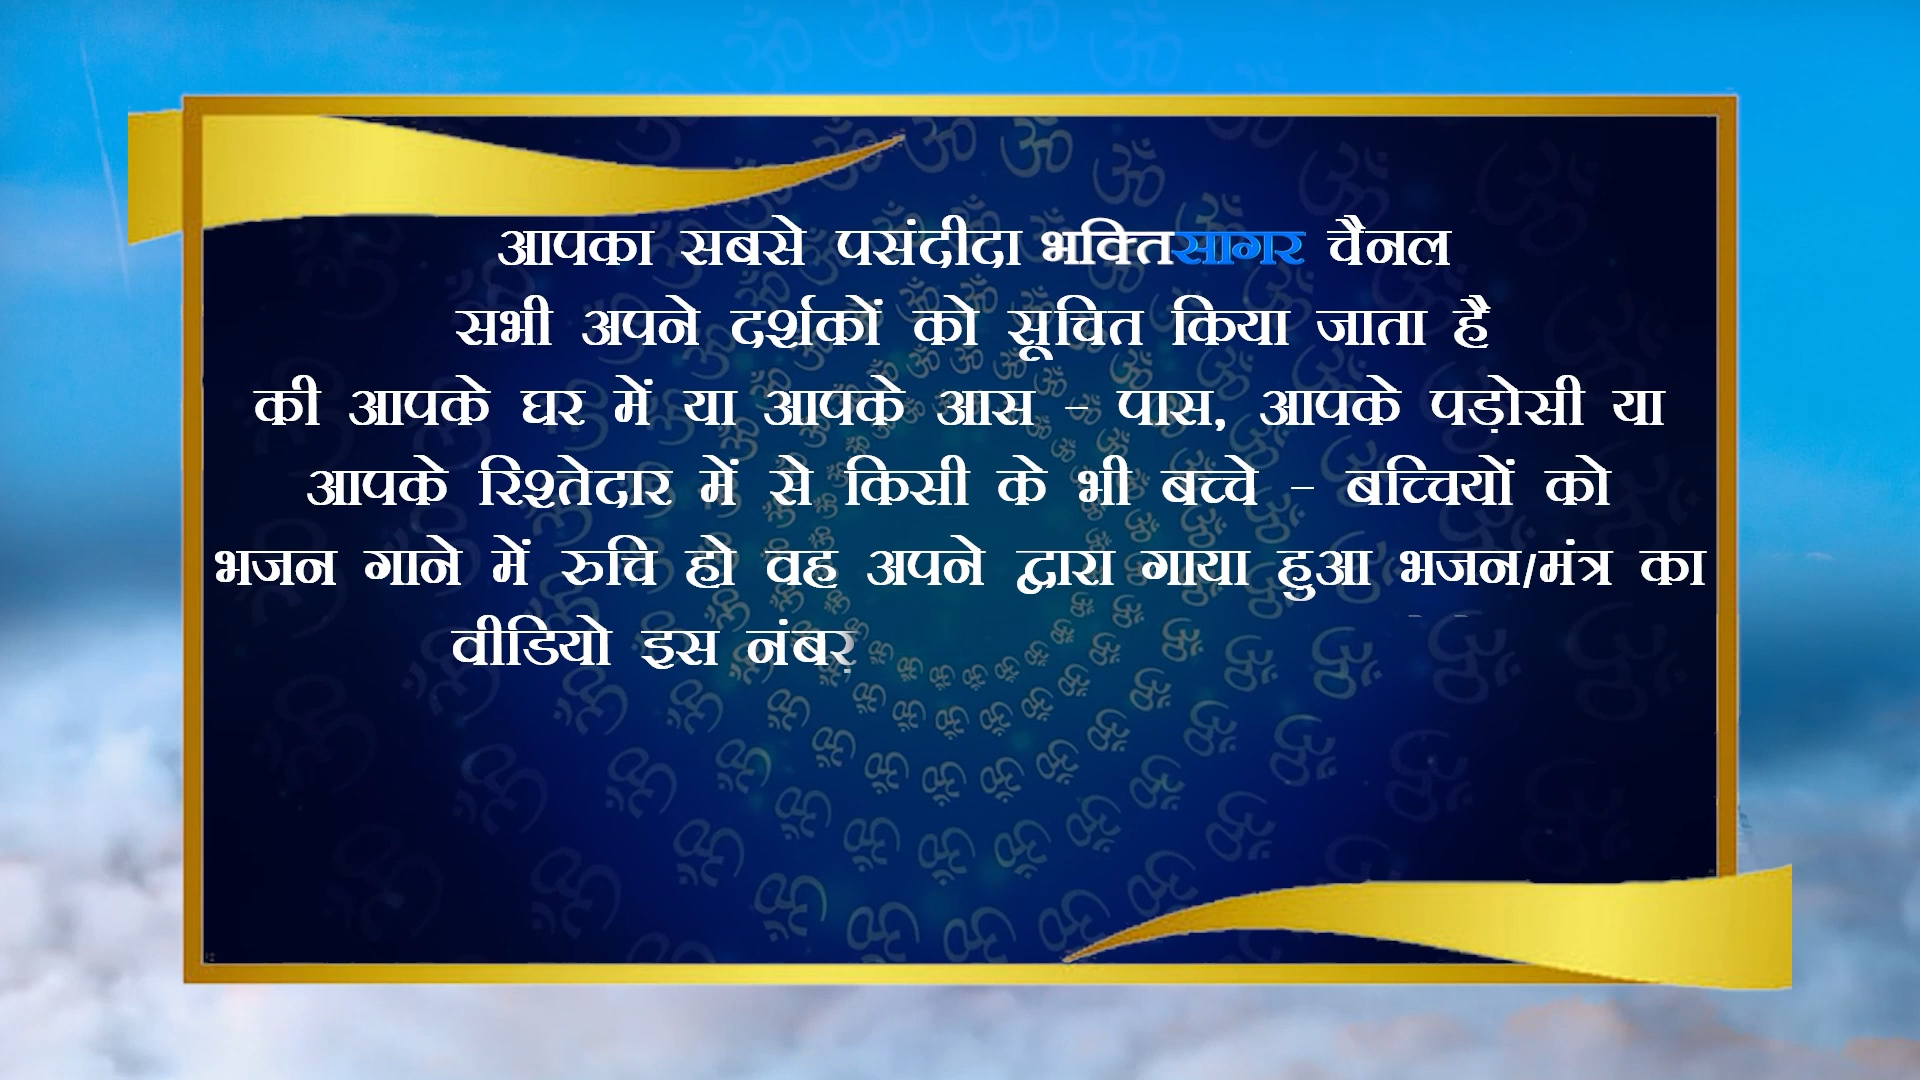 आपका सबसे पसंदीदा भक्तिसागर चैनल
सभी अपने दर्शकों को सूचित किया जाता है
की आपके घर में या आपके आस - पास, आपके पड़ोसी या
आपके रिश्तेदार में से किसी के भी बच्चे - बच्चियों को
भजन गाने में रुचि हो वह अपने द्वारा गाया हुआ भजन/मंत्र का
वीडियो इस नंबर